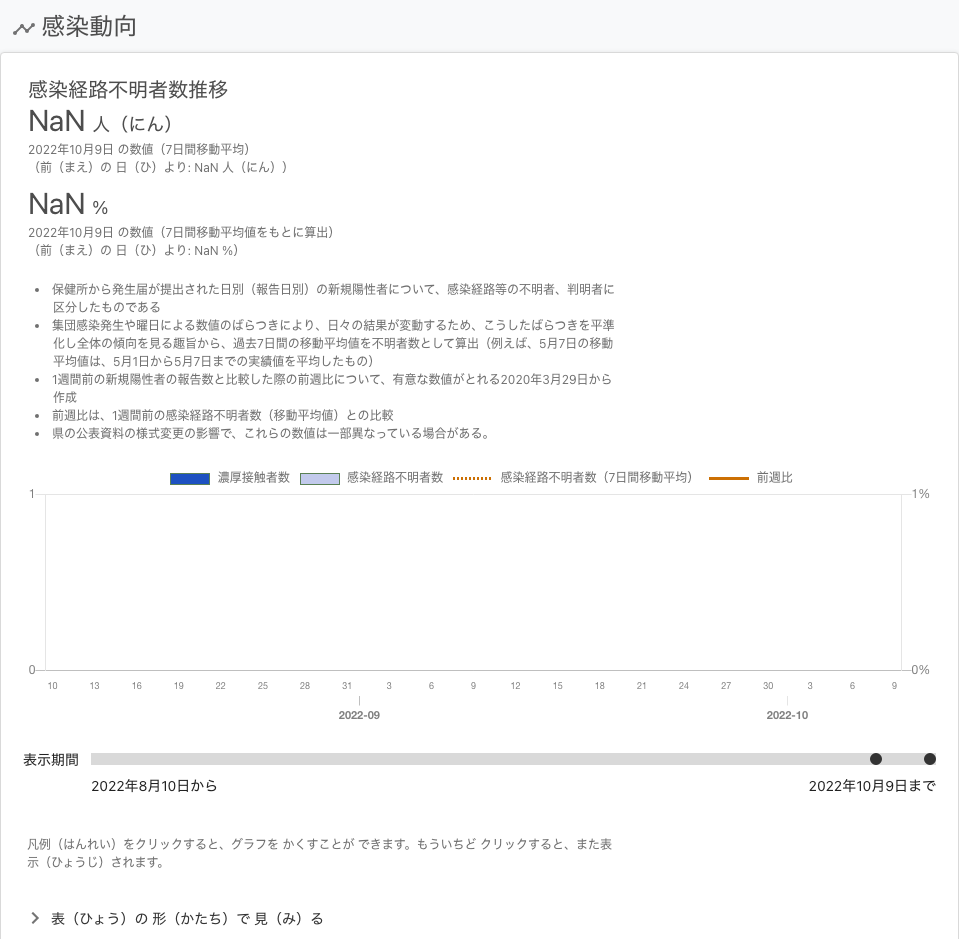 感染動向
感染経路不明者数推移
NaN 人（にん）
2022年10月9日 の数値（7日間移動平均）
（前（まえ）の 日（ひ）より: NaN 人（にん））
NaN %
2022年10月9日 の数値（7日間移動平均値をもとに算出）
（前（まえ）の 日（ひ）より: NaN %）
• 保健所から発生届が提出された日別（報告日別）の新規陽性者について、感染経路等の不明者、判明者に
区分したものである
• 集団感染発生や曜日による数値のばらつきにより、日々の結果が変動するため、こうしたばらつきを平準
化し全体の傾向を見る趣旨から、過去7日間の移動平均値を不明者数として算出（例えば、5月7日の移動
平均値は、5月1日から5月7日までの実績値を平均したもの）
• 1週間前の新規陽性者の報告数と比較した際の前週比について、有意な数値がとれる2020年3月29日から
作成
• 前週比は、1週間前の感染経路不明者数（移動平均値）との比較
• 県の公表資料の様式変更の影響で、これらの数値は一部異なっている場合がある。
濃厚接触者数 感染経路不明者数 感染経路不明者数（7日間移動平均） 前週比
1 1%
0 0%
10 13 16 19 22 25 28 31 3 6 9 12 15 18 21 24 27 30 3 6 9
2022-09 2022-10
表示期間
2022年8月10日から 2022年10月9日まで
凡例（はんれい）をクリックすると、グラフを かくすことが できます。もういちど クリックすると、また表
示（ひょうじ）されます。
表（ひょう）の 形（かたち）で 見（み）る